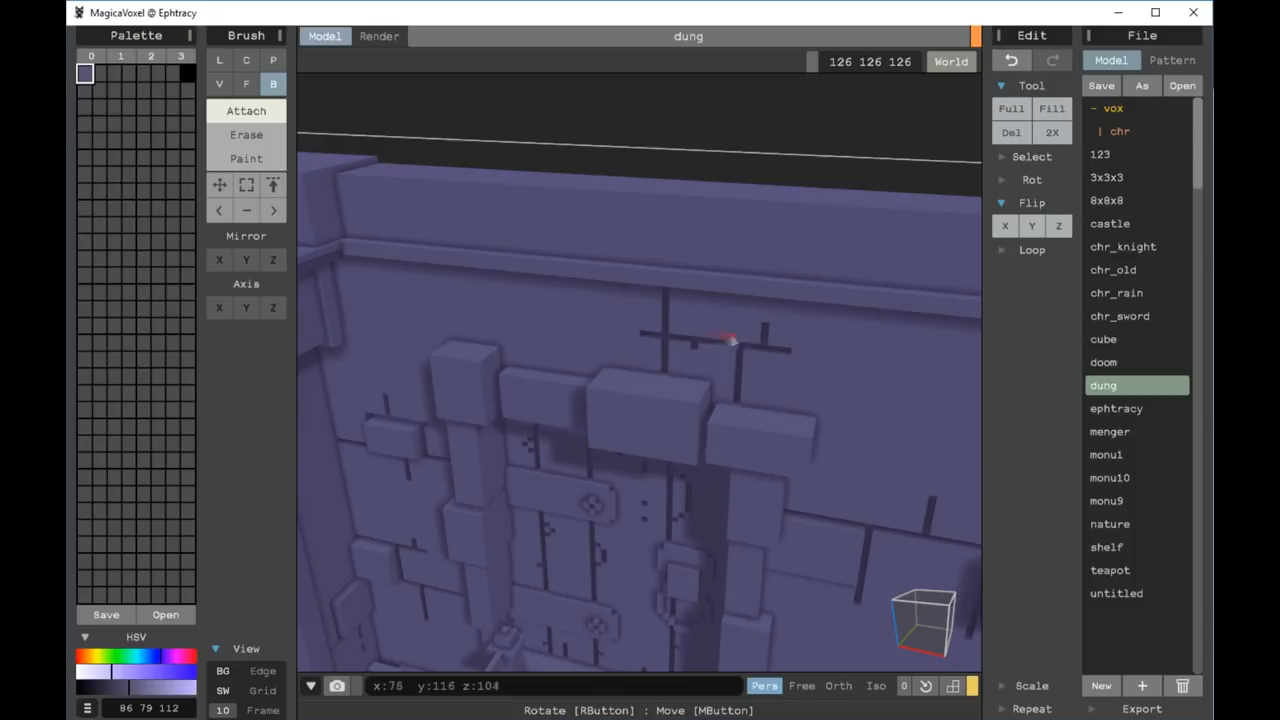 MagicaVoxel @ Ephtracy
Palette
0 1 2 3
Save Open
HSV
86 79 112
Brush
L C P
V F B
Attach
Erase
Paint
< - >
Mirror
X Y Z
Axis
X Y Z
View
BG Edge
SW Grid
10 Frame
Model Render dung
126 126 126 World
x:75 y:116 z:104 Pers Free Orth Iso 0
Rotate [RButton] : Move [MButton]
Edit
Tool
Full Fill
Del 2X
Select
Rot
Flip
X Y Z
Loop
Scale
Repeat
File
Model Pattern
Save As Open
- vox
| chr
123
3x3x3
8x8x8
castle
chr_knight
chr_old
chr_rain
chr_sword
cube
doom
dung
ephtracy
menger
monu1
monu10
monu9
nature
shelf
teapot
untitled
New +
Export